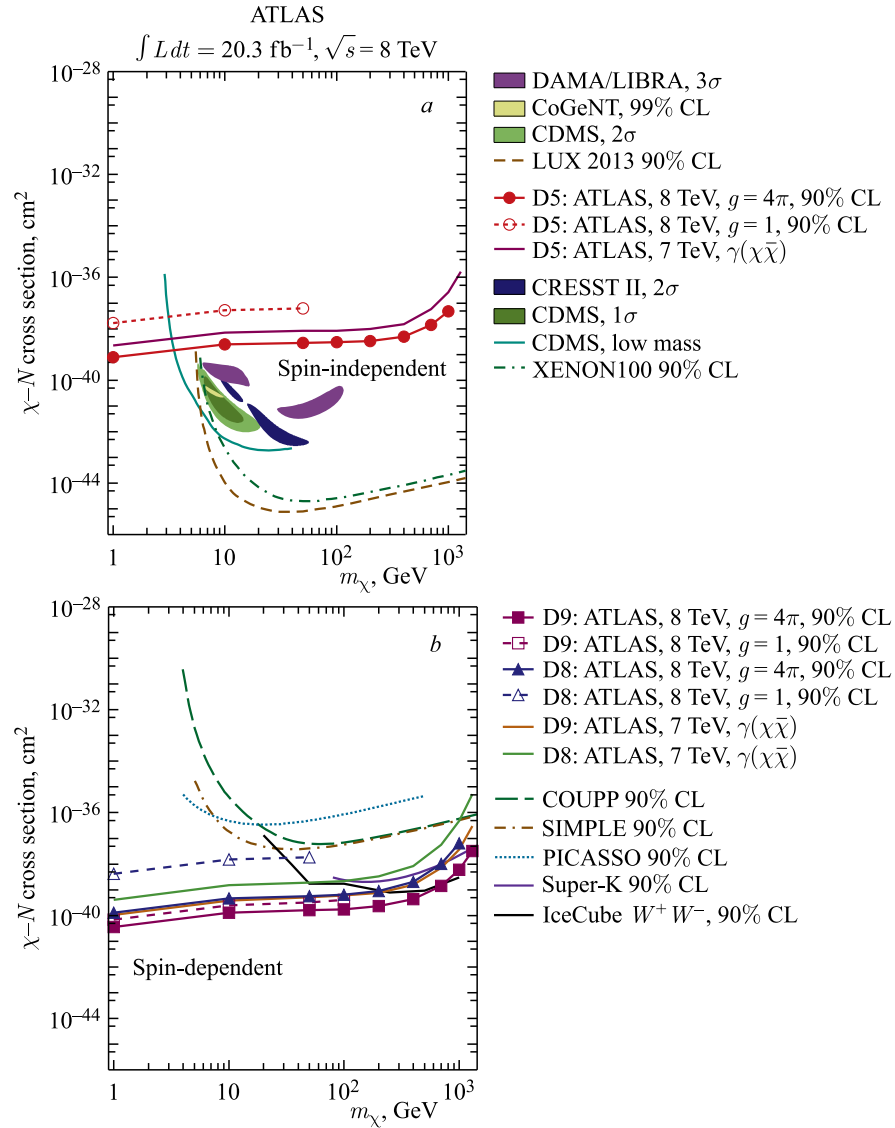 ATLAS
∫ L dt = 20.3 fb⁻¹, √s = 8 TeV
a
10⁻²⁸
10⁻³²
10⁻³⁶
10⁻⁴⁰
10⁻⁴⁴
χ–N cross section, cm²
Spin-independent
1 10 10² 10³
mχ, GeV
DAMA/LIBRA, 3σ
CoGeNT, 99% CL
CDMS, 2σ
LUX 2013 90% CL
D5: ATLAS, 8 TeV, g = 4π, 90% CL
D5: ATLAS, 8 TeV, g = 1, 90% CL
D5: ATLAS, 7 TeV, γ(χχ̄)
CRESST II, 2σ
CDMS, 1σ
CDMS, low mass
XENON100 90% CL
b
10⁻²⁸
10⁻³²
10⁻³⁶
10⁻⁴⁰
10⁻⁴⁴
χ–N cross section, cm²
Spin-dependent
1 10 10² 10³
mχ, GeV
D9: ATLAS, 8 TeV, g = 4π, 90% CL
D9: ATLAS, 8 TeV, g = 1, 90% CL
D8: ATLAS, 8 TeV, g = 4π, 90% CL
D8: ATLAS, 8 TeV, g = 1, 90% CL
D9: ATLAS, 7 TeV, γ(χχ̄)
D8: ATLAS, 7 TeV, γ(χχ̄)
COUPP 90% CL
SIMPLE 90% CL
PICASSO 90% CL
Super-K 90% CL
IceCube W⁺W⁻, 90% CL